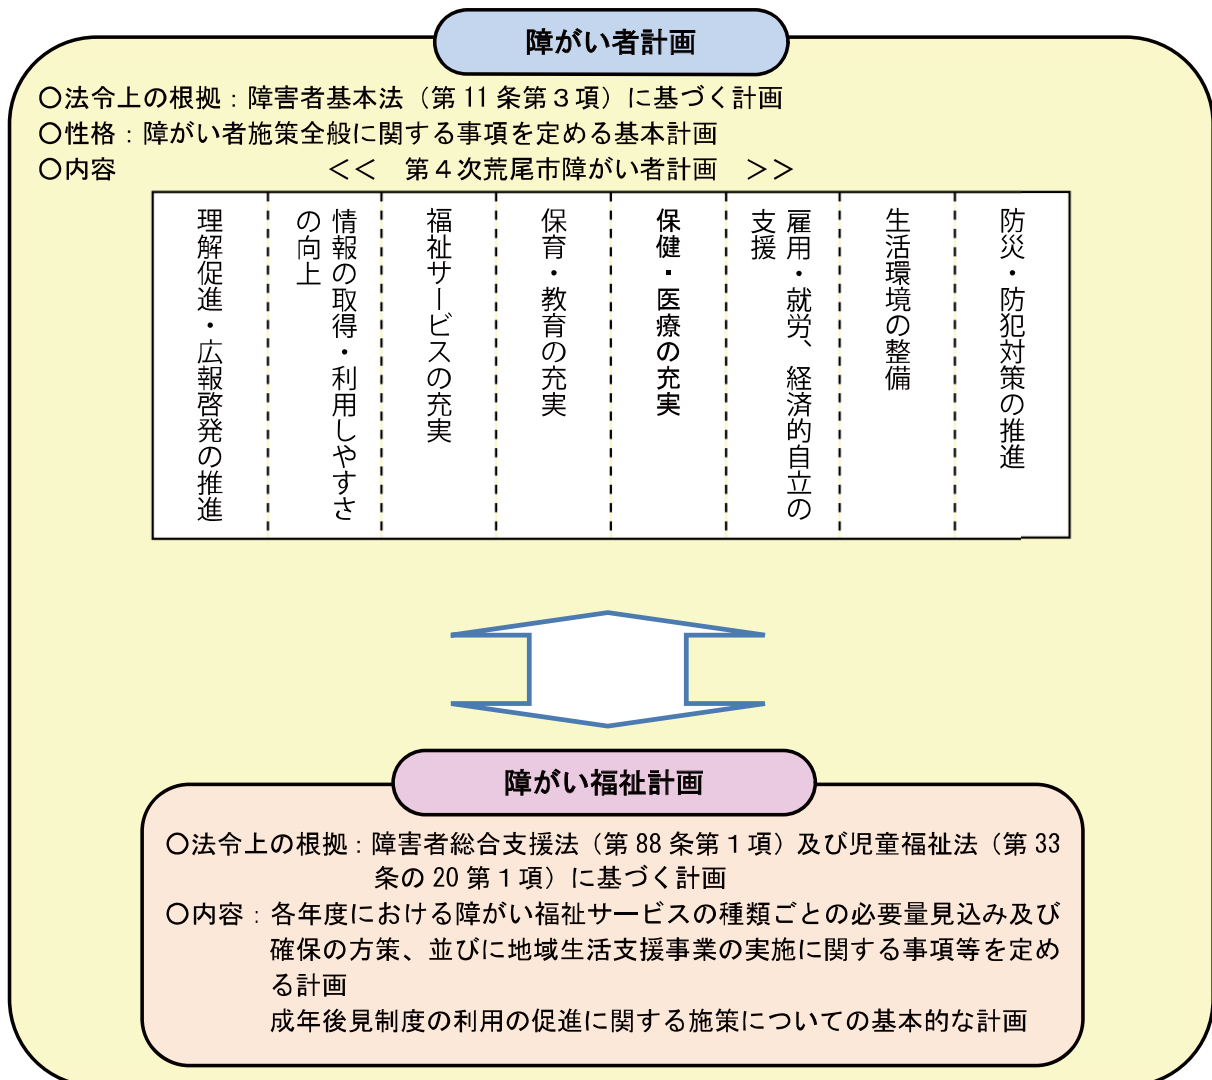 障がい者計画
〇法令上の根拠：障害者基本法（第 11 条第３項）に基づく計画
〇性格：障がい者施策全般に関する事項を定める基本計画
〇内容　　　　　　　　＜＜　第４次荒尾市障がい者計画　＞＞
理解促進・広報啓発の推進
情報の取得・利用しやすさ
の向上
福祉サービスの充実
保育・教育の充実
保健・医療の充実
雇用・就労、経済的自立の
支援
生活環境の整備
防災・防犯対策の推進
障がい福祉計画
〇法令上の根拠：障害者総合支援法（第 88 条第１項）及び児童福祉法（第 33
条の 20 第１項）に基づく計画
〇内容：各年度における障がい福祉サービスの種類ごとの必要量見込み及び
確保の方策、並びに地域生活支援事業の実施に関する事項等を定め
る計画
成年後見制度の利用の促進に関する施策についての基本的な計画